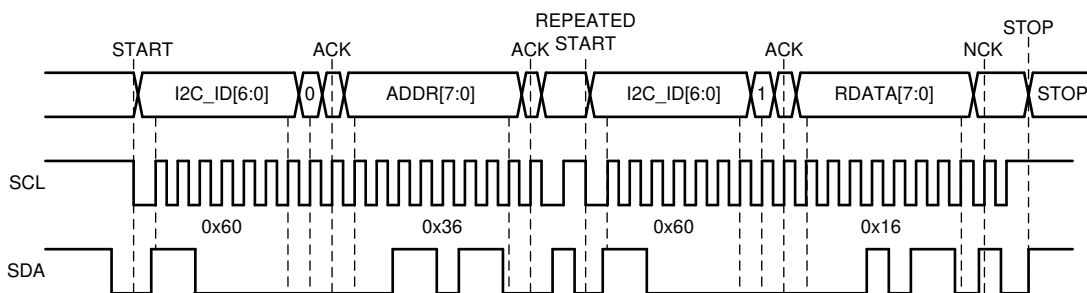 REPEATED
START
STOP
START
ACK
ACK
ACK
NCK
I2C_ID[6:0]
0
ADDR[7:0]
I2C_ID[6:0]
1
RDATA[7:0]
STOP
SCL
0x60
0x36
0x60
0x16
SDA